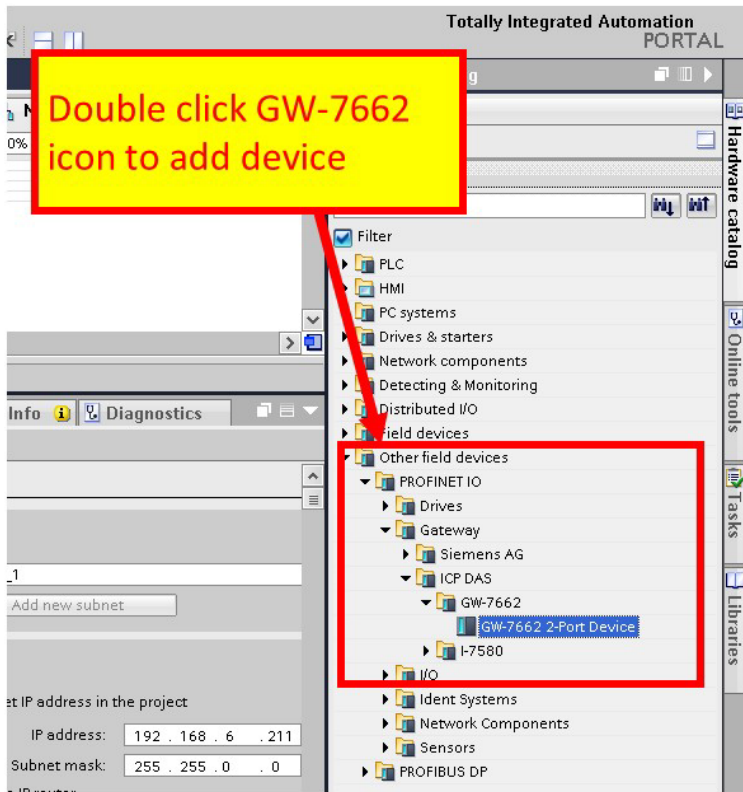 Totally Integrated Automation
PORTAL
Double click GW-7662
icon to add device
0%
Filter
PLC
HMI
PC systems
Drives & starters
Network components
Detecting & Monitoring
Distributed I/O
Field devices
Other field devices
PROFINET IO
Drives
Gateway
Siemens AG
ICP DAS
GW-7662
GW-7662 2-Port Device
I-7580
I/O
Ident Systems
Network Components
Sensors
PROFIBUS DP
Info
Diagnostics
_1
Add new subnet
et IP address in the project
IP address: 192 . 168 . 6 . 211
Subnet mask: 255 . 255 . 0 . 0
Hardware catalog
Online tools
Tasks
Libraries